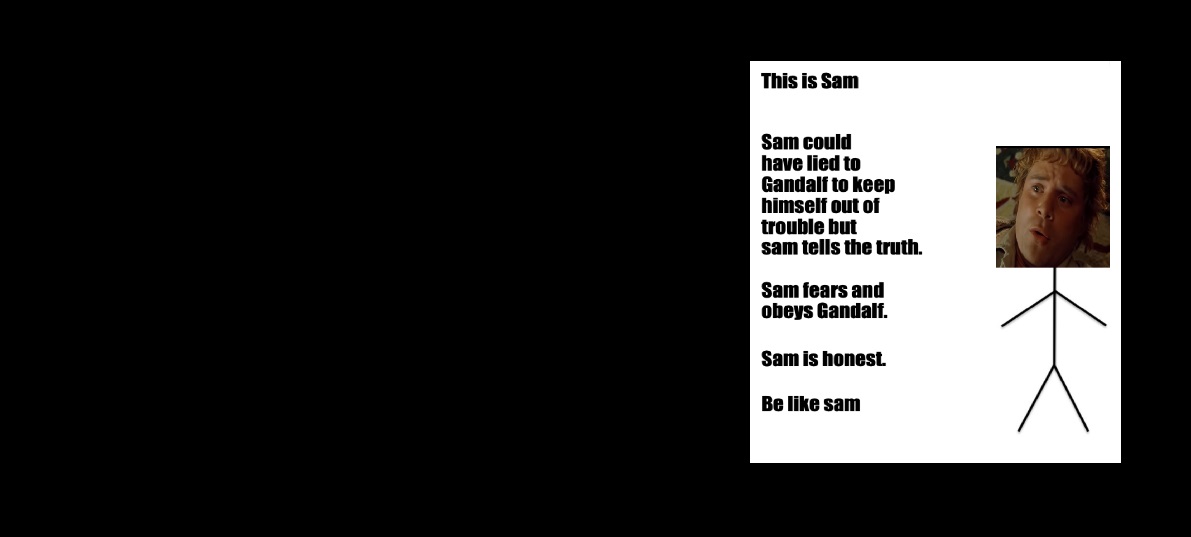 This is Sam
Sam could
have lied to
Gandalf to keep
himself out of
trouble but
sam tells the truth.
Sam fears and
obeys Gandalf.
Sam is honest.
Be like sam